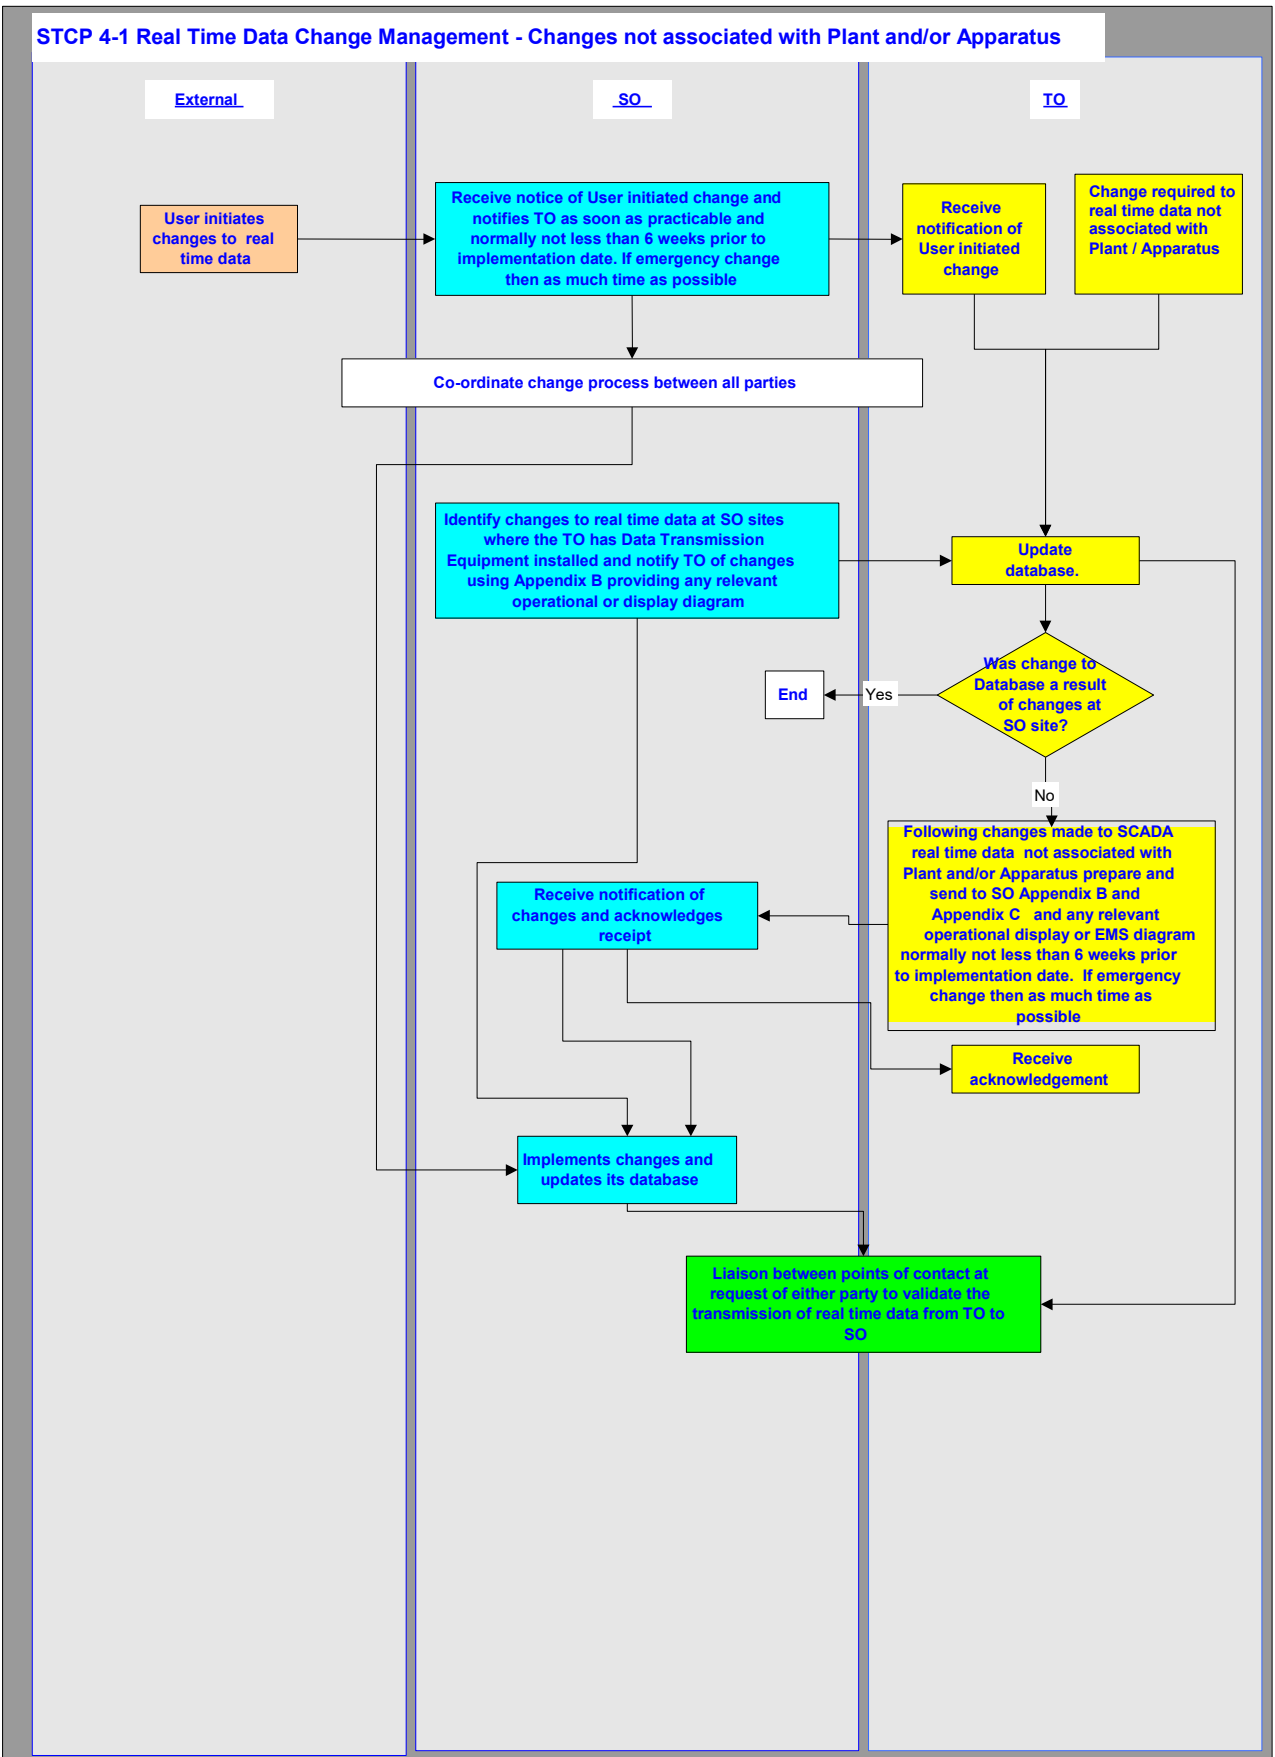 STCP 4-1 Real Time Data Change Management - Changes not associated with Plant and/or Apparatus
External
SO
TO
User initiates
changes to real
time data
Receive notice of User initiated change and
notifies TO as soon as practicable and
normally not less than 6 weeks prior to
implementation date. If emergency change
then as much time as possible
Receive
notification of
User initiated
change
Change required to
real time data not
associated with
Plant / Apparatus
Co-ordinate change process between all parties
Identify changes to real time data at SO sites
where the TO has Data Transmission
Equipment installed and notify TO of changes
using Appendix B providing any relevant
operational or display diagram
Update
database.
Was change to
Database a result
of changes at
SO site?
Yes
End
No
Following changes made to SCADA
real time data not associated with
Plant and/or Apparatus prepare and
send to SO Appendix B and
Appendix C and any relevant
operational display or EMS diagram
normally not less than 6 weeks prior
to implementation date. If emergency
change then as much time as
possible
Receive notification of
changes and acknowledges
receipt
Receive
acknowledgement
Implements changes and
updates its database
Liaison between points of contact at
request of either party to validate the
transmission of real time data from TO to
SO